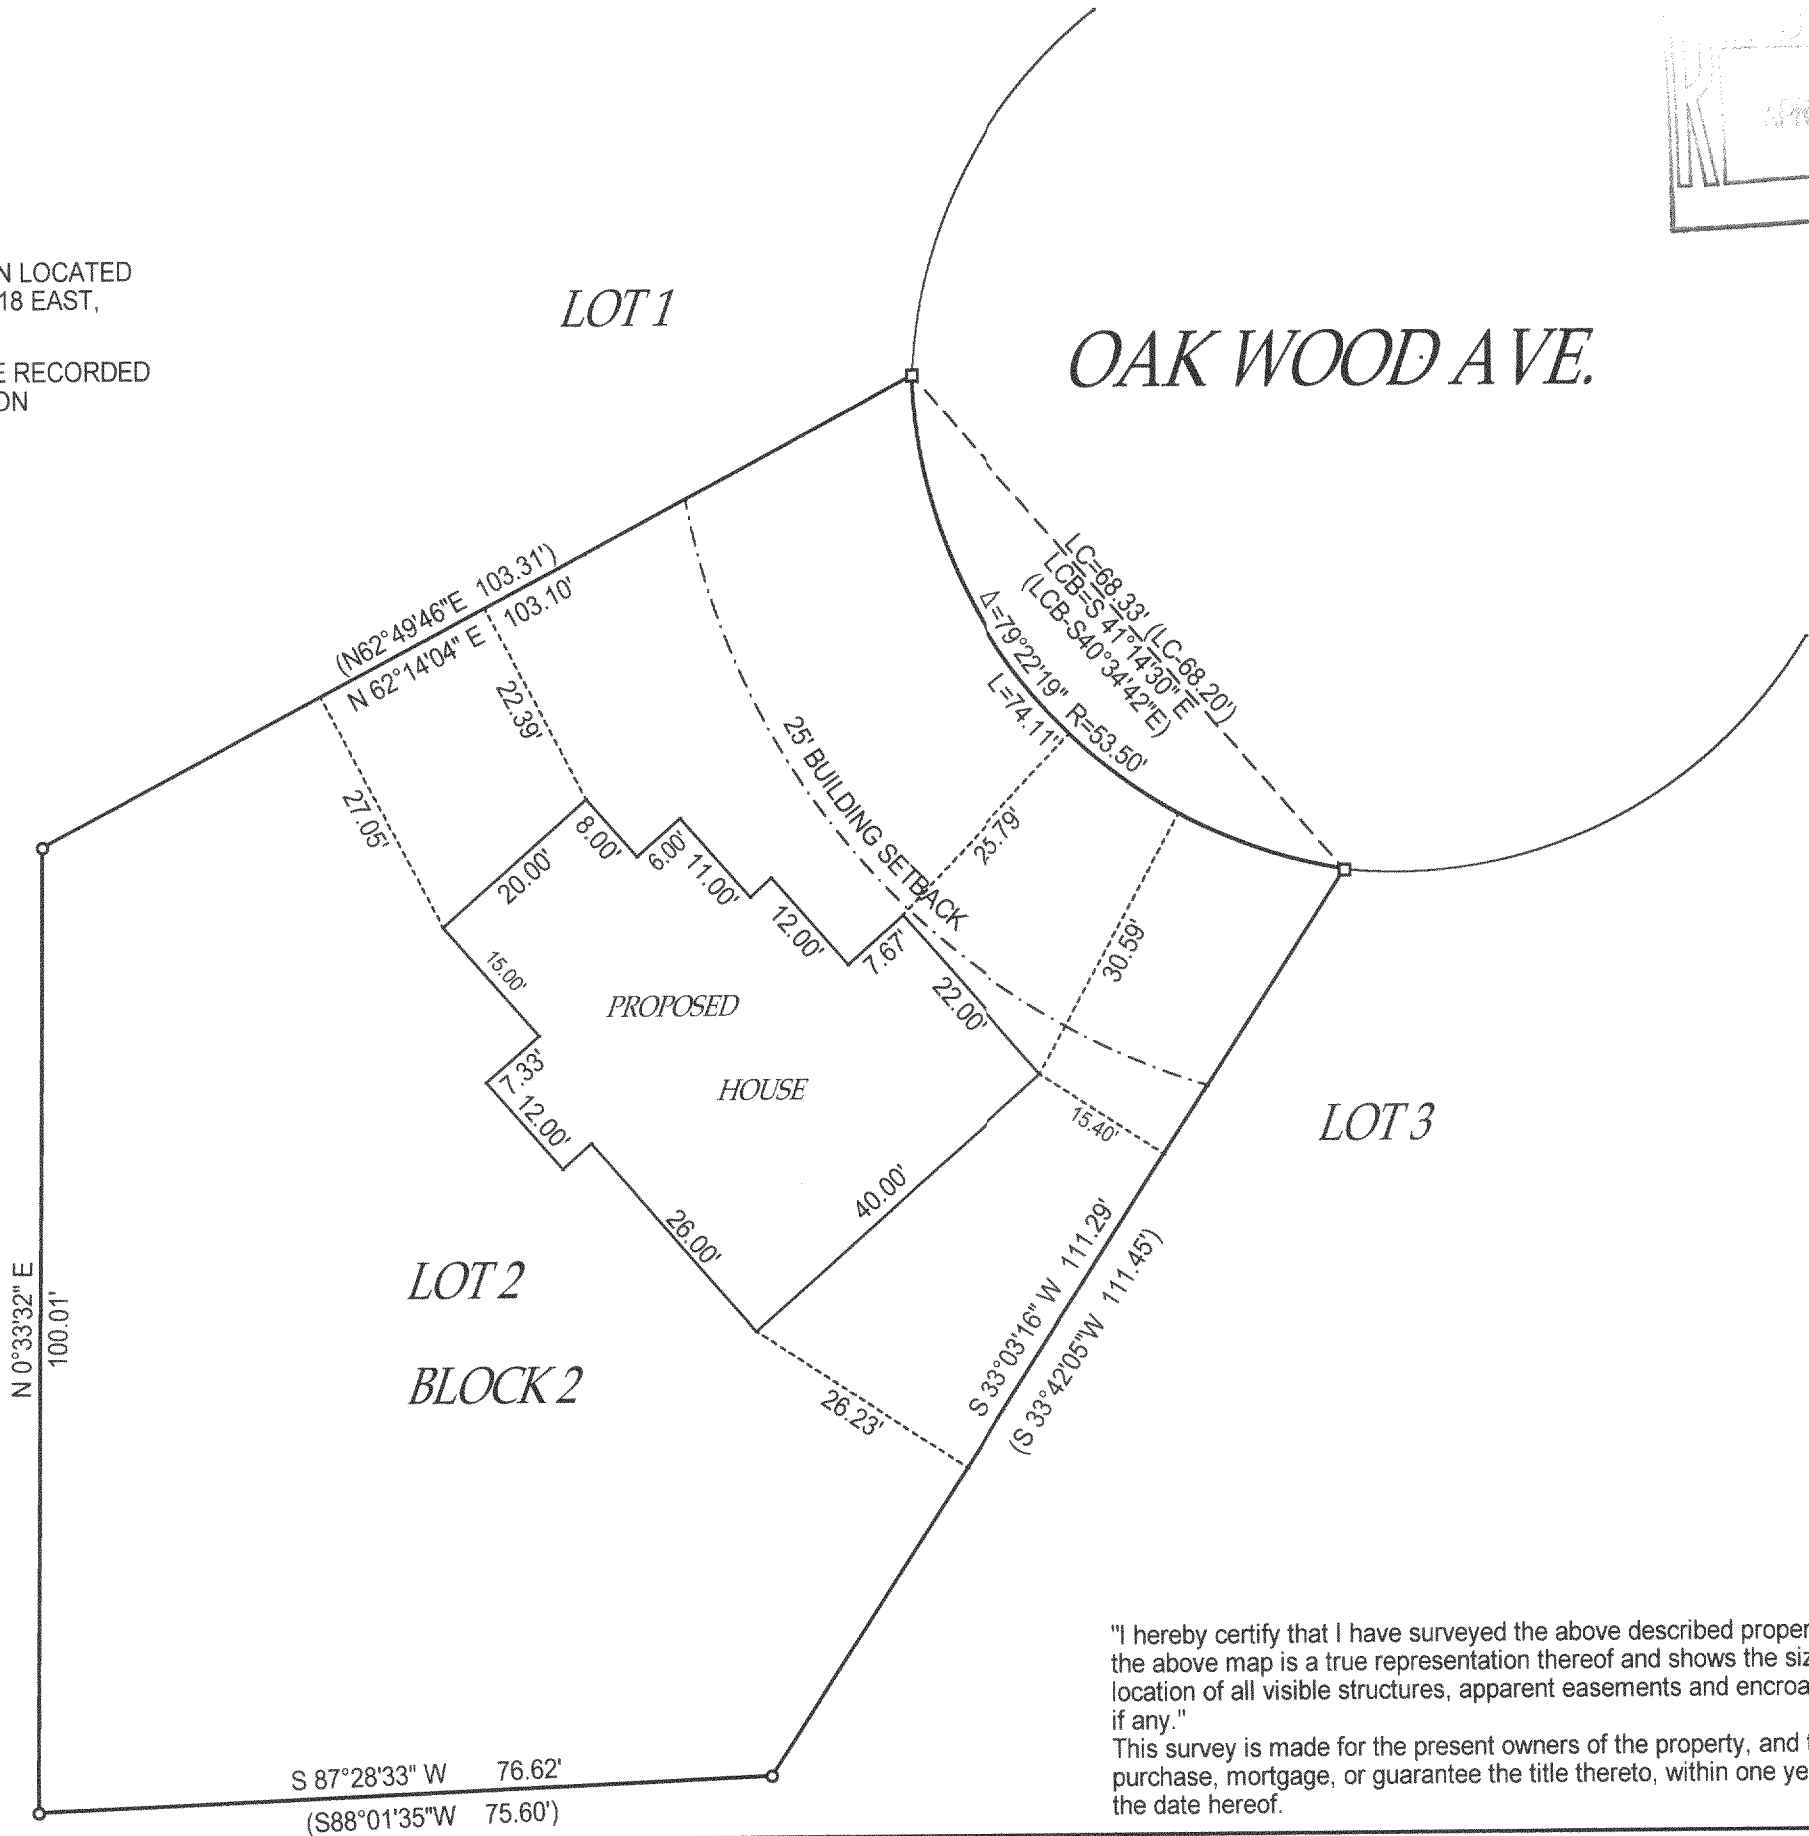 N LOCATED
18 EAST,
E RECORDED
ON
LOT 1
OAK WOOD AVE.
(N62°49'46"E 103.31')
N 62°14'04" E 103.10'
LC=68.33' (LC-68.20')
LCB=S 41°14'30" E
(LCB-S40°34'42"E)
Δ=79°22'19" R=53.50'
L=74.11'
22.39'
27.05'
25' BUILDING SETBACK
25.79'
30.59'
8.00'
6.00'
20.00'
11.00'
12.00'
7.67'
22.00'
15.00'
PROPOSED
HOUSE
7.33'
12.00'
15.40'
LOT 3
40.00'
26.00'
LOT 2
BLOCK 2
N 0°33'32" E
100.01'
26.23'
S 33°03'16" W 111.29'
(S 33°42'05"W 111.45')
S 87°28'33" W 76.62'
(S88°01'35"W 75.60')
"I hereby certify that I have surveyed the above described proper
the above map is a true representation thereof and shows the siz
location of all visible structures, apparent easements and encroa
if any."
This survey is made for the present owners of the property, and
purchase, mortgage, or guarantee the title thereto, within one ye
the date hereof.